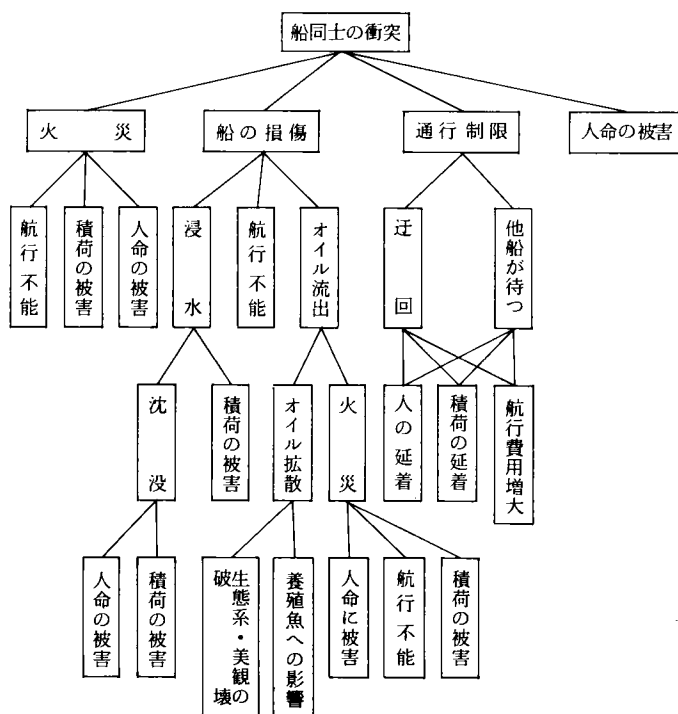 船同士の衝突
火災
船の損傷
通行制限
人命の被害
航行不能
積荷の被害
人命の被害
浸水
航行不能
オイル流出
迂回
他船が待つ
沈没
積荷の被害
オイル拡散
火災
人の延着
積荷の延着
航行費用増大
人命の被害
積荷の被害
生態系・美観の
破壊
養殖魚への影響
人命に被害
航行不能
積荷の被害